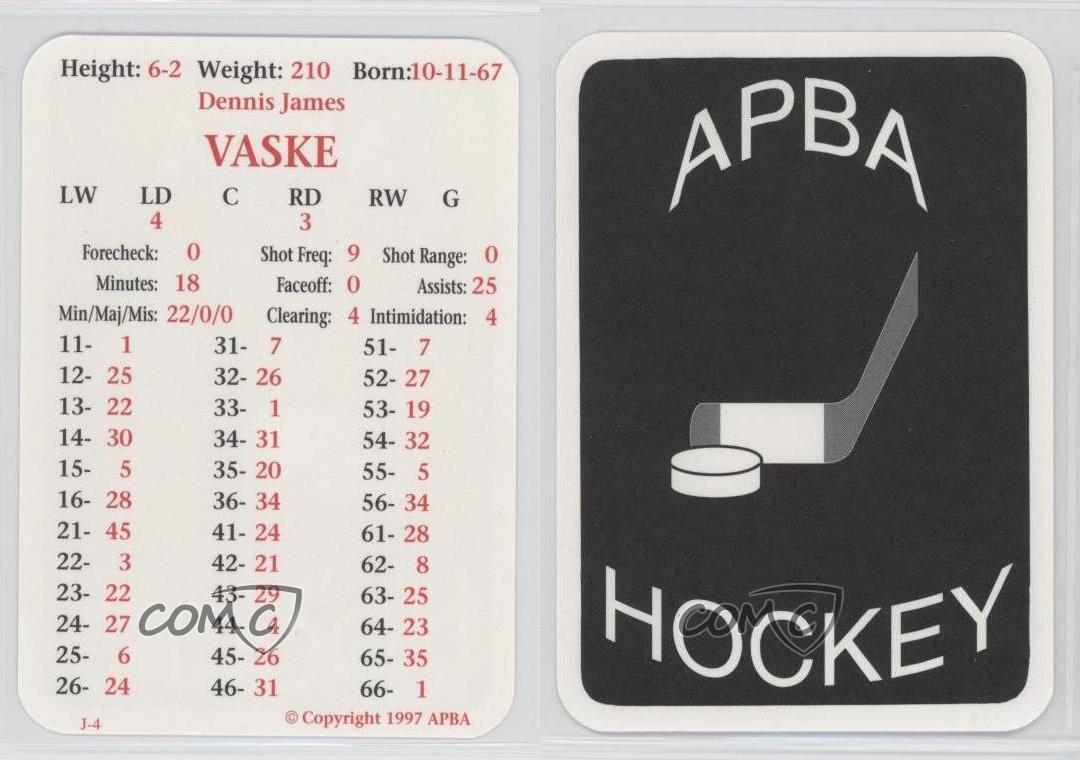 Height: 6-2 Weight: 210 Born:10-11-67
Dennis James
VASKE
LW LD C RD RW G
4 3
Forecheck: 0 Shot Freq: 9 Shot Range: 0
Minutes: 18 Faceoff: 0 Assists: 25
Min/Maj/Mis: 22/0/0 Clearing: 4 Intimidation: 4
11- 1 31- 7 51- 7
12- 25 32- 26 52- 27
13- 22 33- 1 53- 19
14- 30 34- 31 54- 32
15- 5 35- 20 55- 5
16- 28 36- 34 56- 34
21- 45 41- 24 61- 28
22- 3 42- 21 62- 8
23- 22 43- 29 63- 25
24- 27 44- 4 64- 23
25- 6 45- 26 65- 35
26- 24 46- 31 66- 1
J-4 © Copyright 1997 APBA
COMC
APBA
HOCKEY
COMC